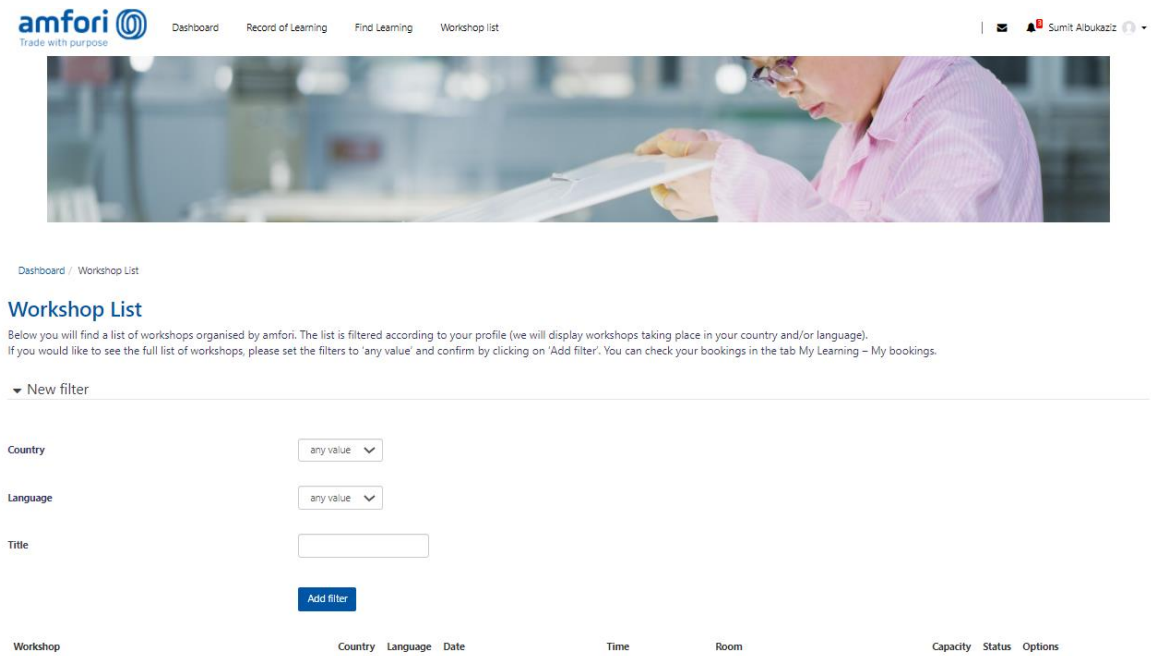 amfori
Trade with purpose
Dashboard Record of Learning Find Learning Workshop list
3
Sumit Albukaziz
Dashboard / Workshop List
Workshop List
Below you will find a list of workshops organised by amfori. The list is filtered according to your profile (we will display workshops taking place in your country and/or language).
If you would like to see the full list of workshops, please set the filters to 'any value' and confirm by clicking on 'Add filter'. You can check your bookings in the tab My Learning – My bookings.
New filter
Country any value
Language any value
Title
Add filter
Workshop Country Language Date Time Room Capacity Status Options